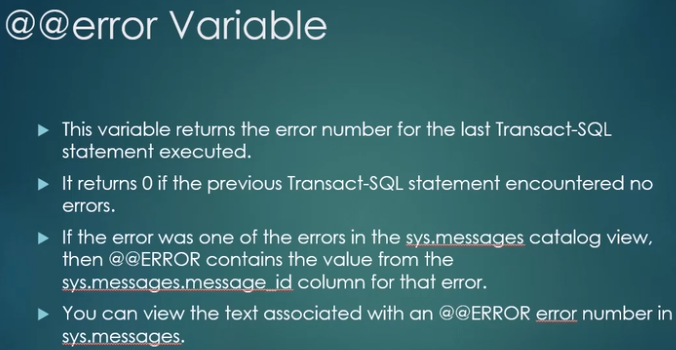 @@error Variable
This variable returns the error number for the last Transact-SQL
statement executed.
It returns 0 if the previous Transact-SQL statement encountered no
errors.
If the error was one of the errors in the sys.messages catalog view,
then @@ERROR contains the value from the
sys.messages.message_id column for that error.
You can view the text associated with an @@ERROR error number in
sys.messages.